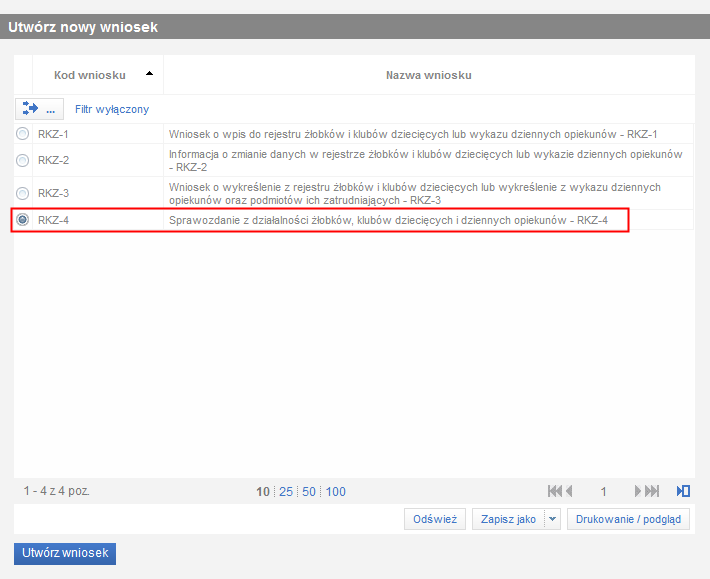 Utwórz nowy wniosek
Kod wniosku
Nazwa wniosku
...
Filtr wyłączony
RKZ-1
Wniosek o wpis do rejestru żłobków i klubów dziecięcych lub wykazu dziennych opiekunów - RKZ-1
RKZ-2
Informacja o zmianie danych w rejestrze żłobków i klubów dziecięcych lub wykazie dziennych opiekunów
- RKZ-2
RKZ-3
Wniosek o wykreślenie z rejestru żłobków i klubów dziecięcych lub wykreślenie z wykazu dziennych
opiekunów oraz podmiotów ich zatrudniających - RKZ-3
RKZ-4
Sprawozdanie z działalności żłobków, klubów dziecięcych i dziennych opiekunów - RKZ-4
1 - 4 z 4 poz.
10 25 50 100
1
Odśwież
Zapisz jako
Drukowanie / podgląd
Utwórz wniosek